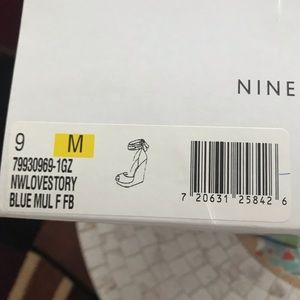 NINE
9 M
79930969-1GZ
NWLOVESTORY
BLUE MUL F FB
7 20631 25842 6